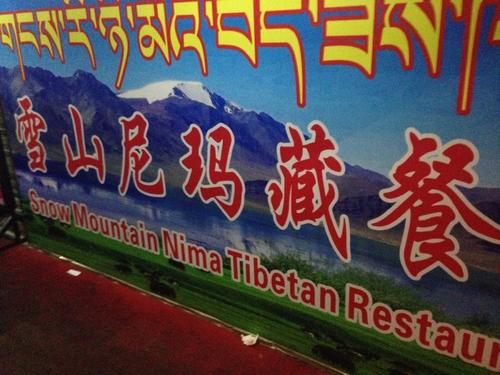 གངས་རི་ཉི་མའི་བོད་ཟས་
雪山尼玛藏餐
Snow Mountain Nima Tibetan Restaur